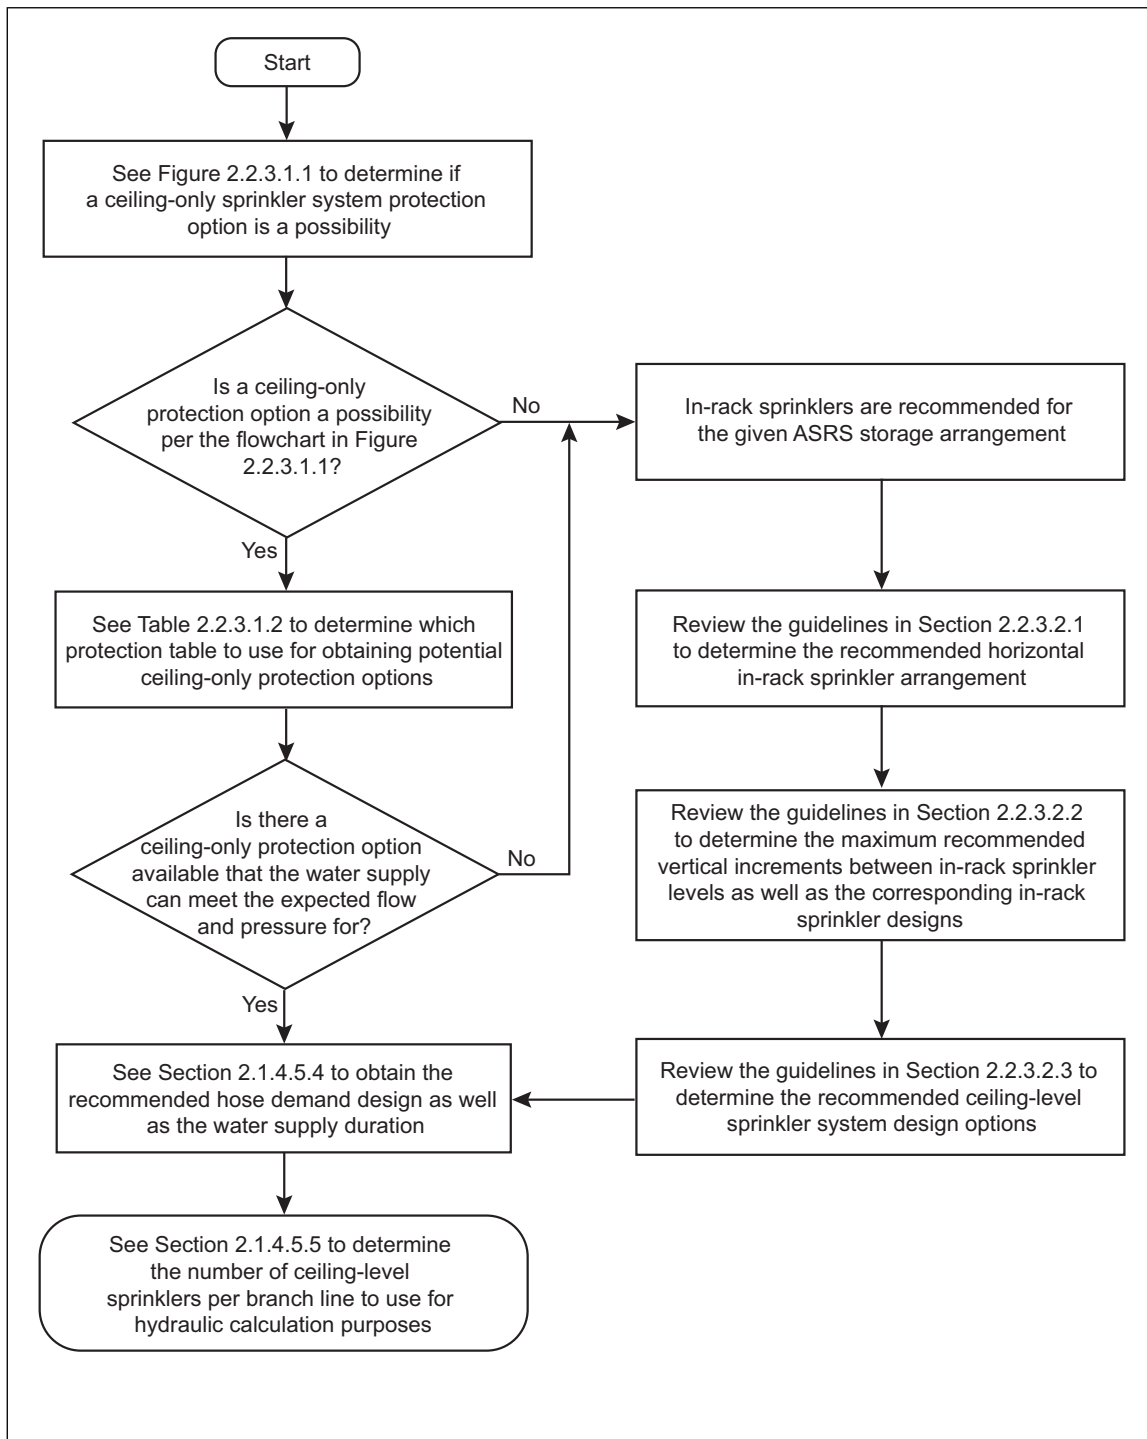 Start
See Figure 2.2.3.1.1 to determine if
a ceiling-only sprinkler system protection
option is a possibility
Is a ceiling-only
protection option a possibility
per the flowchart in Figure
2.2.3.1.1?
No
Yes
In-rack sprinklers are recommended for
the given ASRS storage arrangement
See Table 2.2.3.1.2 to determine which
protection table to use for obtaining potential
ceiling-only protection options
Review the guidelines in Section 2.2.3.2.1
to determine the recommended horizontal
in-rack sprinkler arrangement
Is there a
ceiling-only protection option
available that the water supply
can meet the expected flow
and pressure for?
No
Yes
Review the guidelines in Section 2.2.3.2.2
to determine the maximum recommended
vertical increments between in-rack sprinkler
levels as well as the corresponding in-rack
sprinkler designs
See Section 2.1.4.5.4 to obtain the
recommended hose demand design as well
as the water supply duration
Review the guidelines in Section 2.2.3.2.3 to
determine the recommended ceiling-level
sprinkler system design options
See Section 2.1.4.5.5 to determine
the number of ceiling-level
sprinklers per branch line to use for
hydraulic calculation purposes